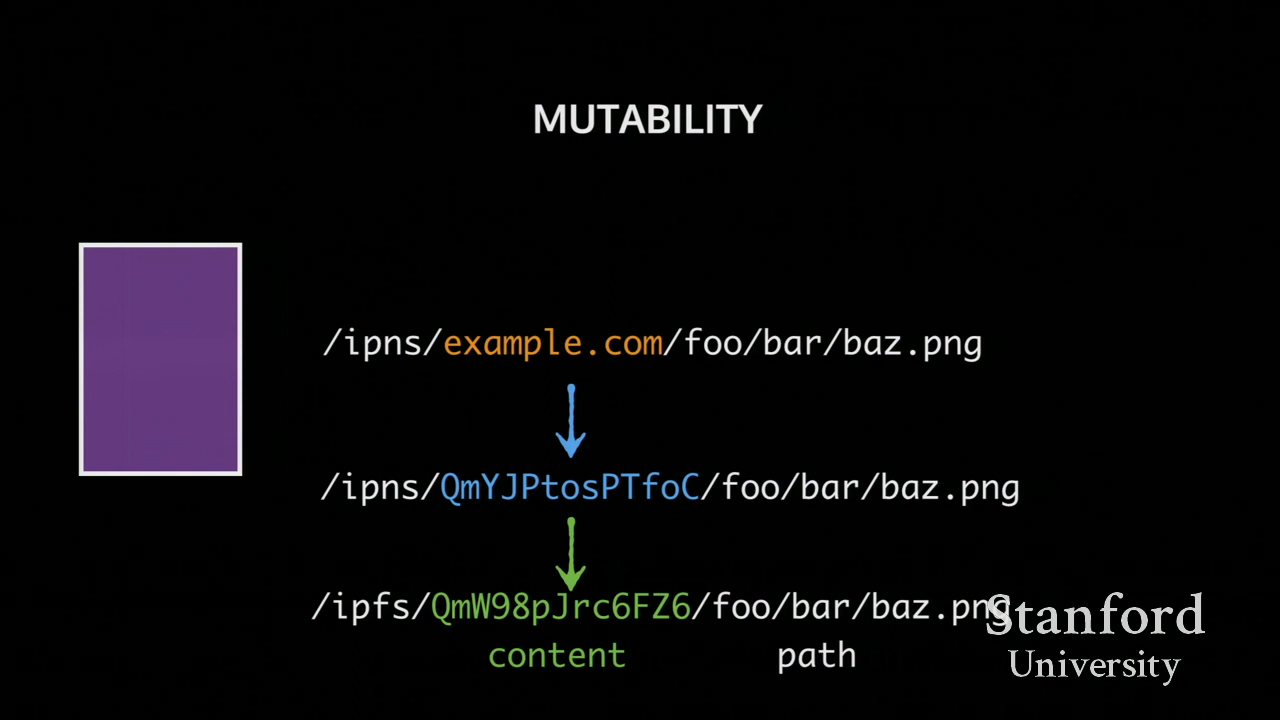 MUTABILITY
/ipns/example.com/foo/bar/baz.png
/ipns/QmYJPtosPTfoC/foo/bar/baz.png
/ipfs/QmW98pJrc6FZ6/foo/bar/baz.png
content path
Stanford
University